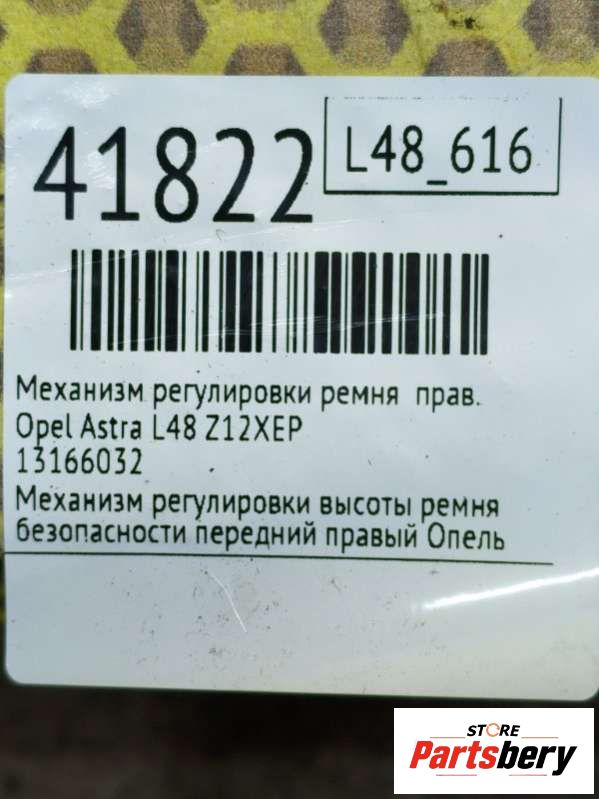 41822
L48_616
Механизм регулировки ремня прав.
Opel Astra L48 Z12XEP
13166032
Механизм регулировки высоты ремня
безопасности передний правый Опель
STORE
Partsbery